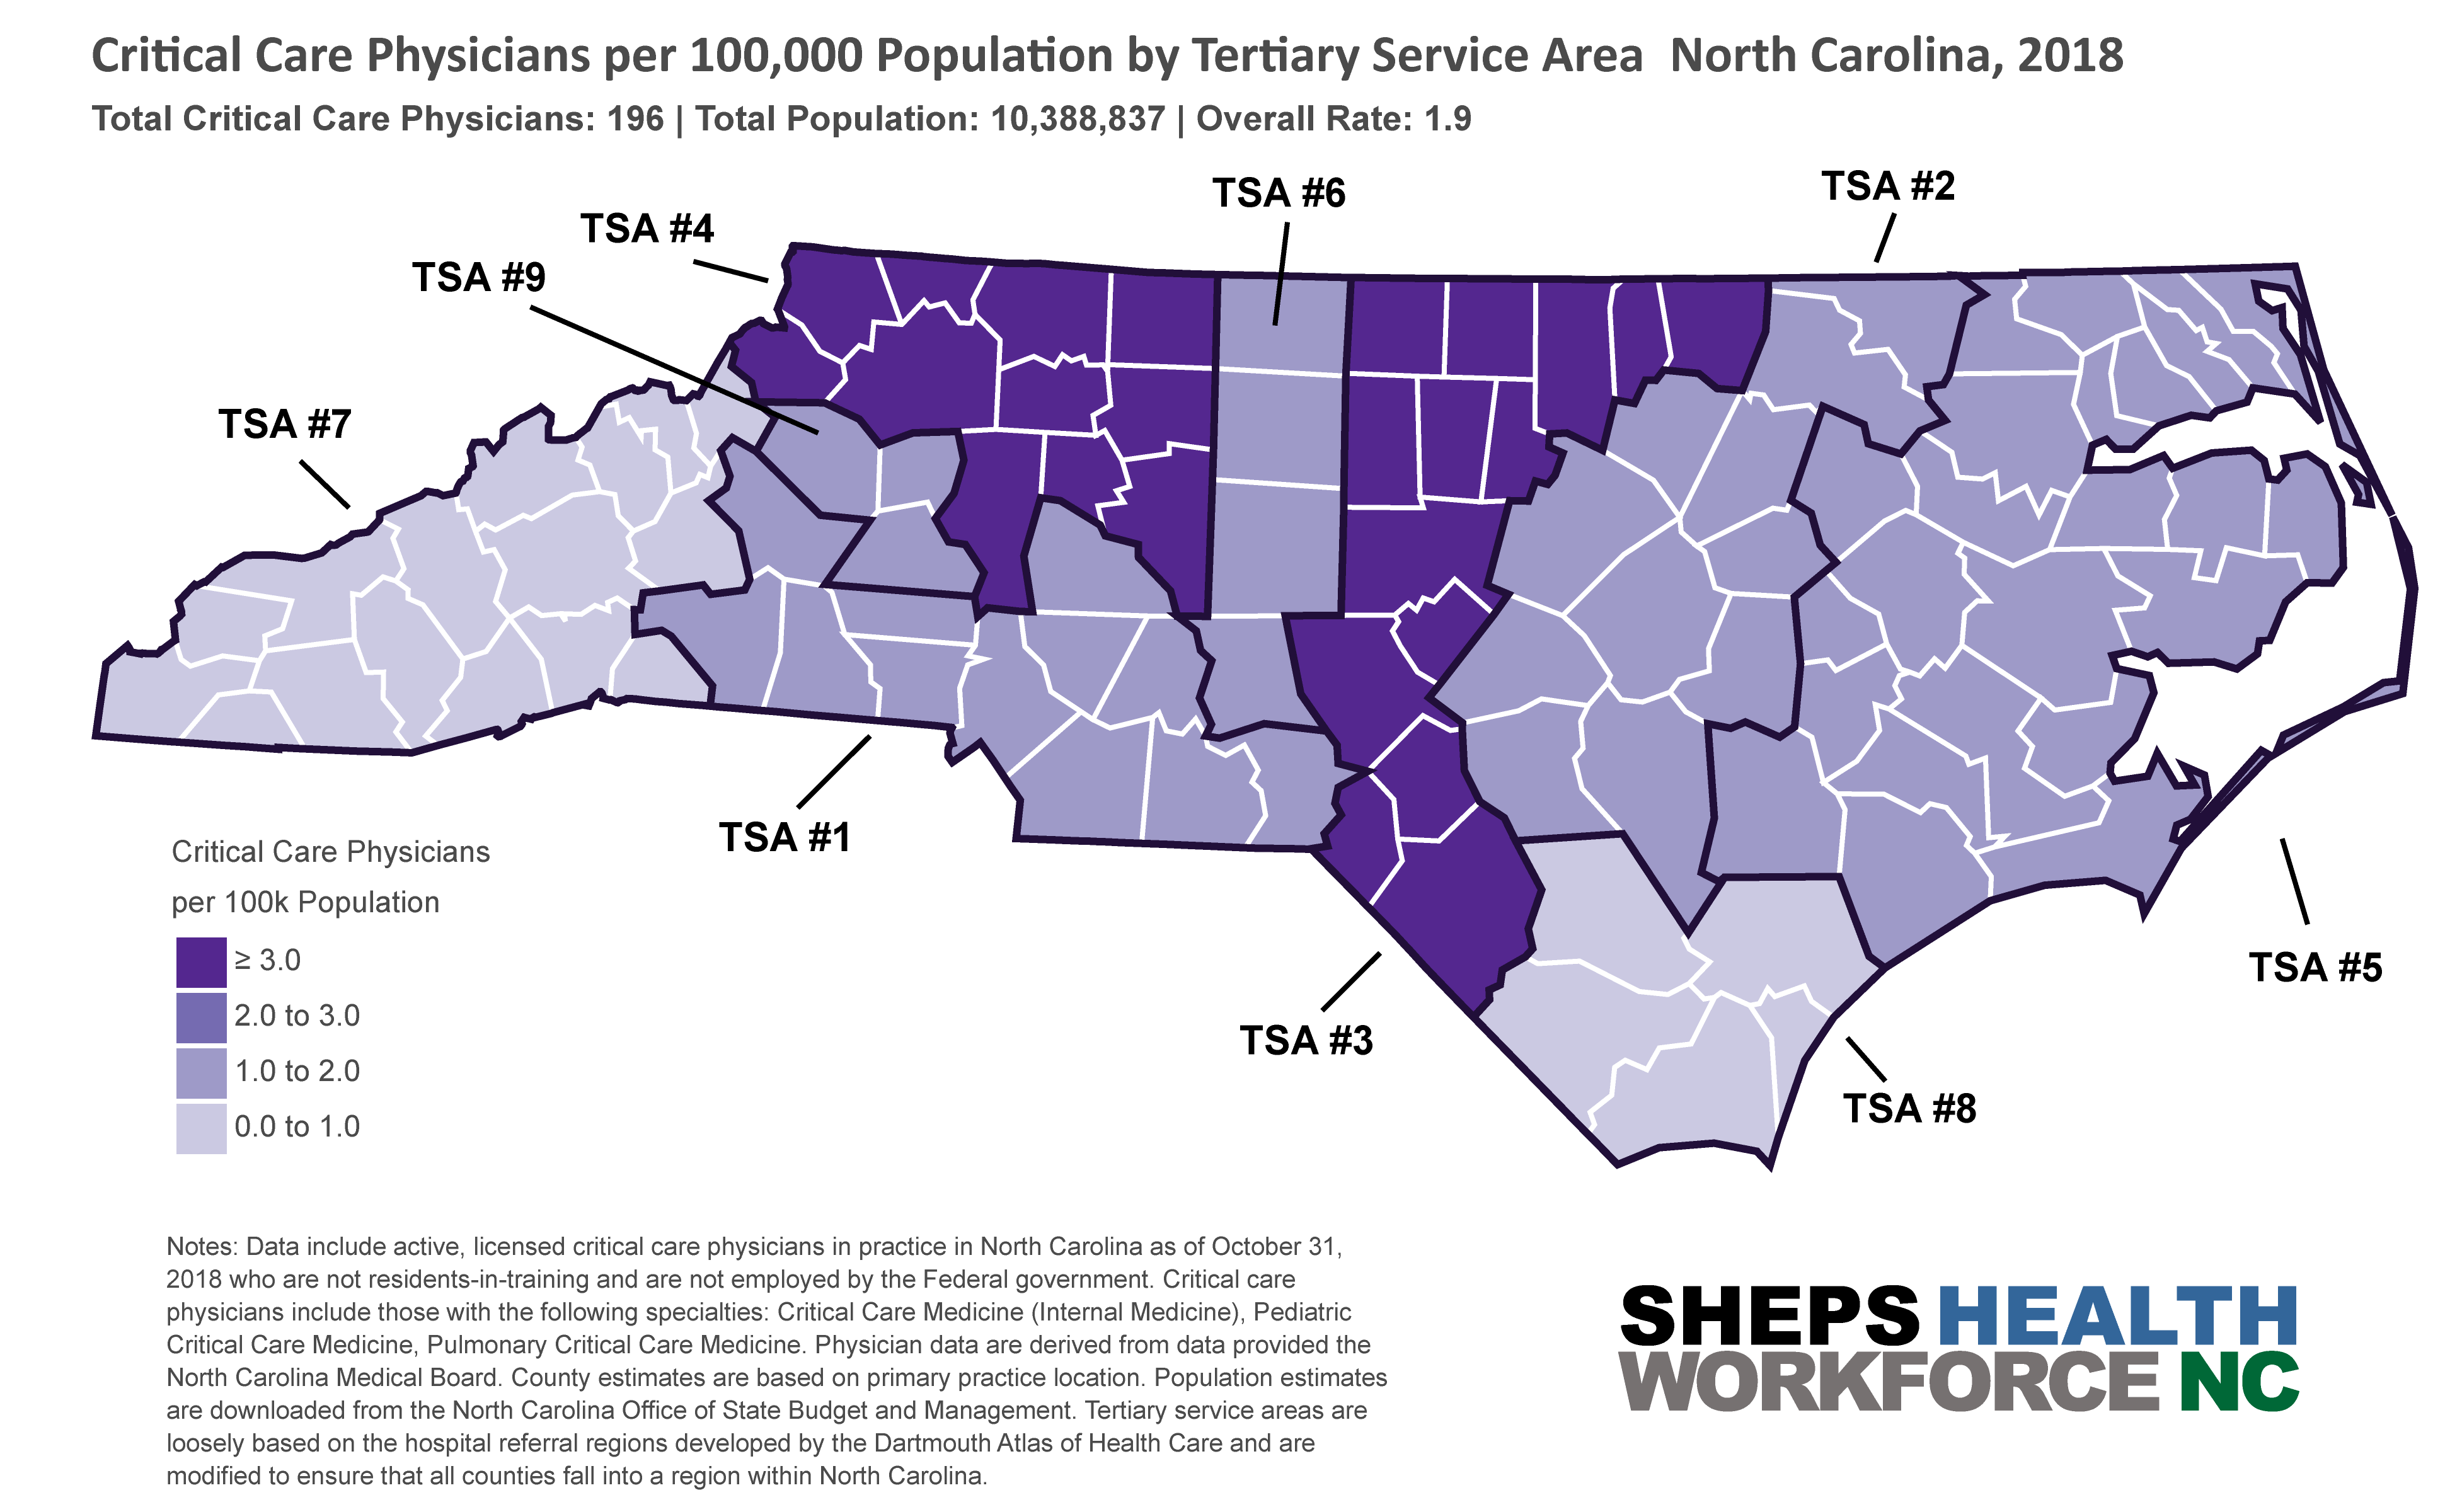 Critical Care Physicians per 100,000 Population by Tertiary Service Area  North Carolina, 2018
Total Critical Care Physicians: 196 | Total Population: 10,388,837 | Overall Rate: 1.9
TSA #2
TSA #6
TSA #4
TSA #9
TSA #7
TSA #1
TSA #5
TSA #3
TSA #8
Critical Care Physicians
per 100k Population
≥ 3.0
2.0 to 3.0
1.0 to 2.0
0.0 to 1.0
Notes: Data include active, licensed critical care physicians in practice in North Carolina as of October 31,
2018 who are not residents-in-training and are not employed by the Federal government. Critical care
physicians include those with the following specialties: Critical Care Medicine (Internal Medicine), Pediatric
Critical Care Medicine, Pulmonary Critical Care Medicine. Physician data are derived from data provided the
North Carolina Medical Board. County estimates are based on primary practice location. Population estimates
are downloaded from the North Carolina Office of State Budget and Management. Tertiary service areas are
loosely based on the hospital referral regions developed by the Dartmouth Atlas of Health Care and are
modified to ensure that all counties fall into a region within North Carolina.
SHEPS HEALTH
WORKFORCE NC